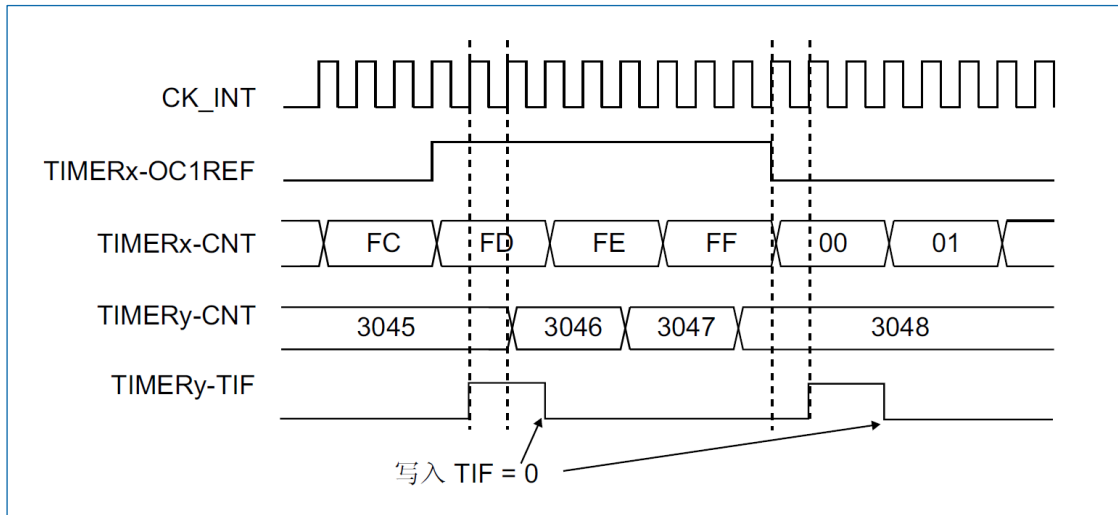 CK_INT
TIMERx-OC1REF
TIMERx-CNT FC FD FE FF 00 01
TIMERy-CNT 3045 3046 3047 3048
TIMERy-TIF
写入 TIF = 0